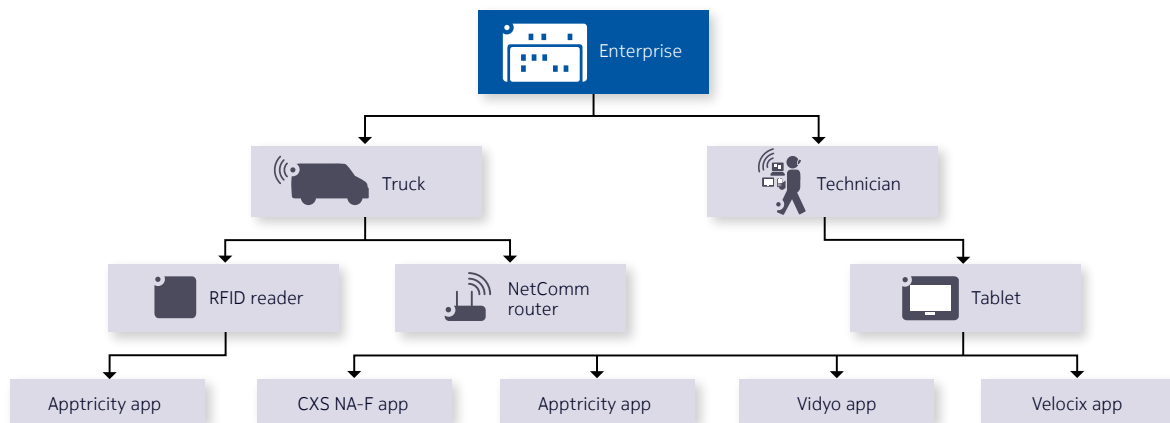 Enterprise
Truck
Technician
RFID reader
NetComm
router
Tablet
Apptricity app
CXS NA-F app
Apptricity app
Vidyo app
Velocix app